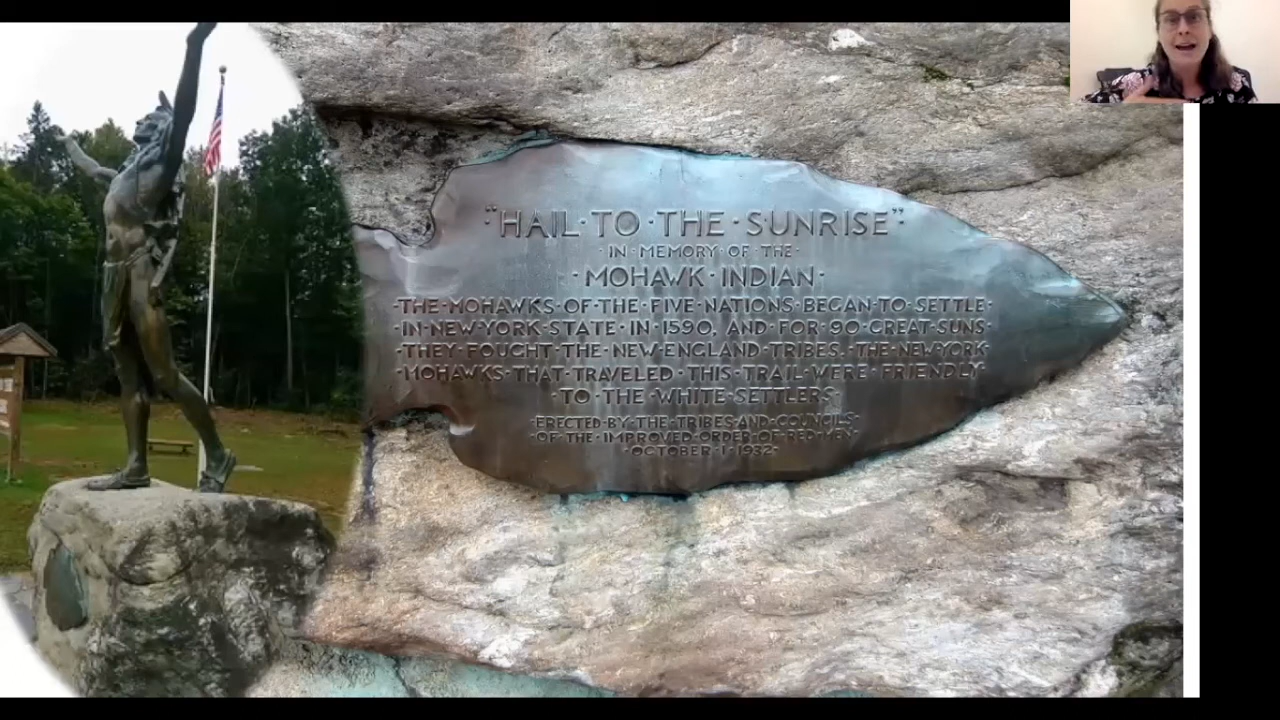 "HAIL·TO·THE·SUNRISE"
·IN·MEMORY·OF·THE·
·MOHAWK·INDIAN·
·THE·MOHAWKS·OF·THE·FIVE·NATIONS·BEGAN·TO·SETTLE·
·IN·NEW·YORK·STATE·IN·1590, AND·FOR·90·GREAT·SUNS·
·THEY·FOUGHT·THE·NEW·ENGLAND·TRIBES. THE·NEW·YORK·
·MOHAWKS·THAT·TRAVELED·THIS·TRAIL·WERE·FRIENDLY·
·TO·THE·WHITE·SETTLERS·
·ERECTED·BY·THE·TRIBES·AND·COUNCILS·
·OF·THE·IMPROVED·ORDER·OF·RED·MEN·
·OCTOBER·1·1932·